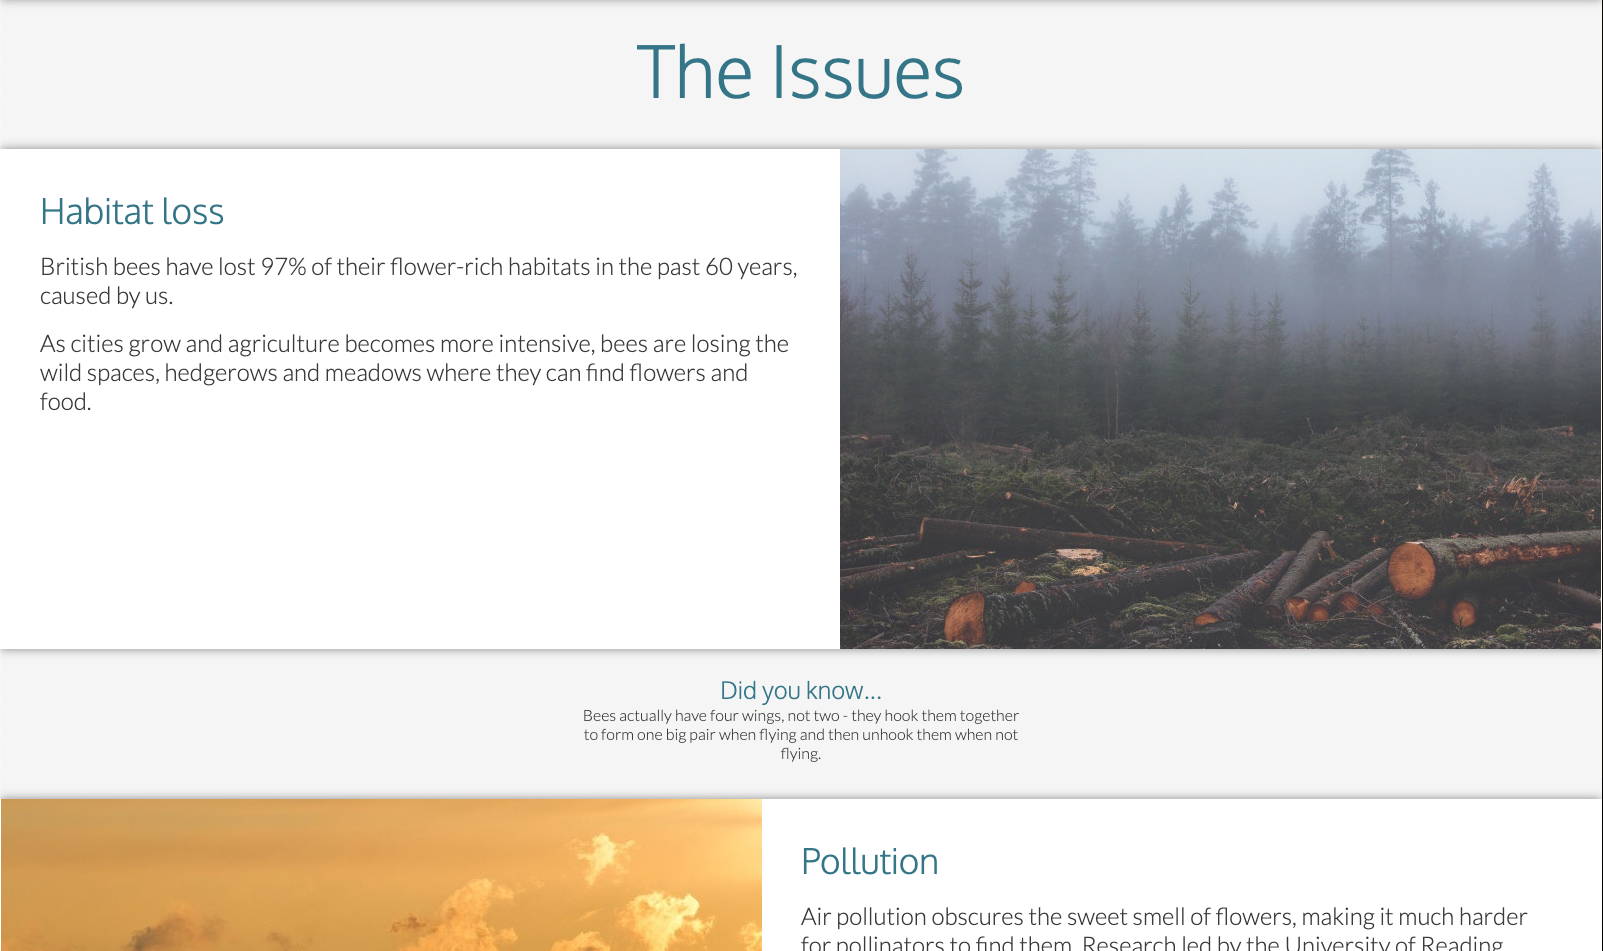 The Issues
Habitat loss
British bees have lost 97% of their flower-rich habitats in the past 60 years,
caused by us.
As cities grow and agriculture becomes more intensive, bees are losing the
wild spaces, hedgerows and meadows where they can find flowers and
food.
Did you know...
Bees actually have four wings, not two - they hook them together
to form one big pair when flying and then unhook them when not
flying.
Pollution
Air pollution obscures the sweet smell of flowers, making it much harder
for pollinators to find them. Research led by the University of Reading